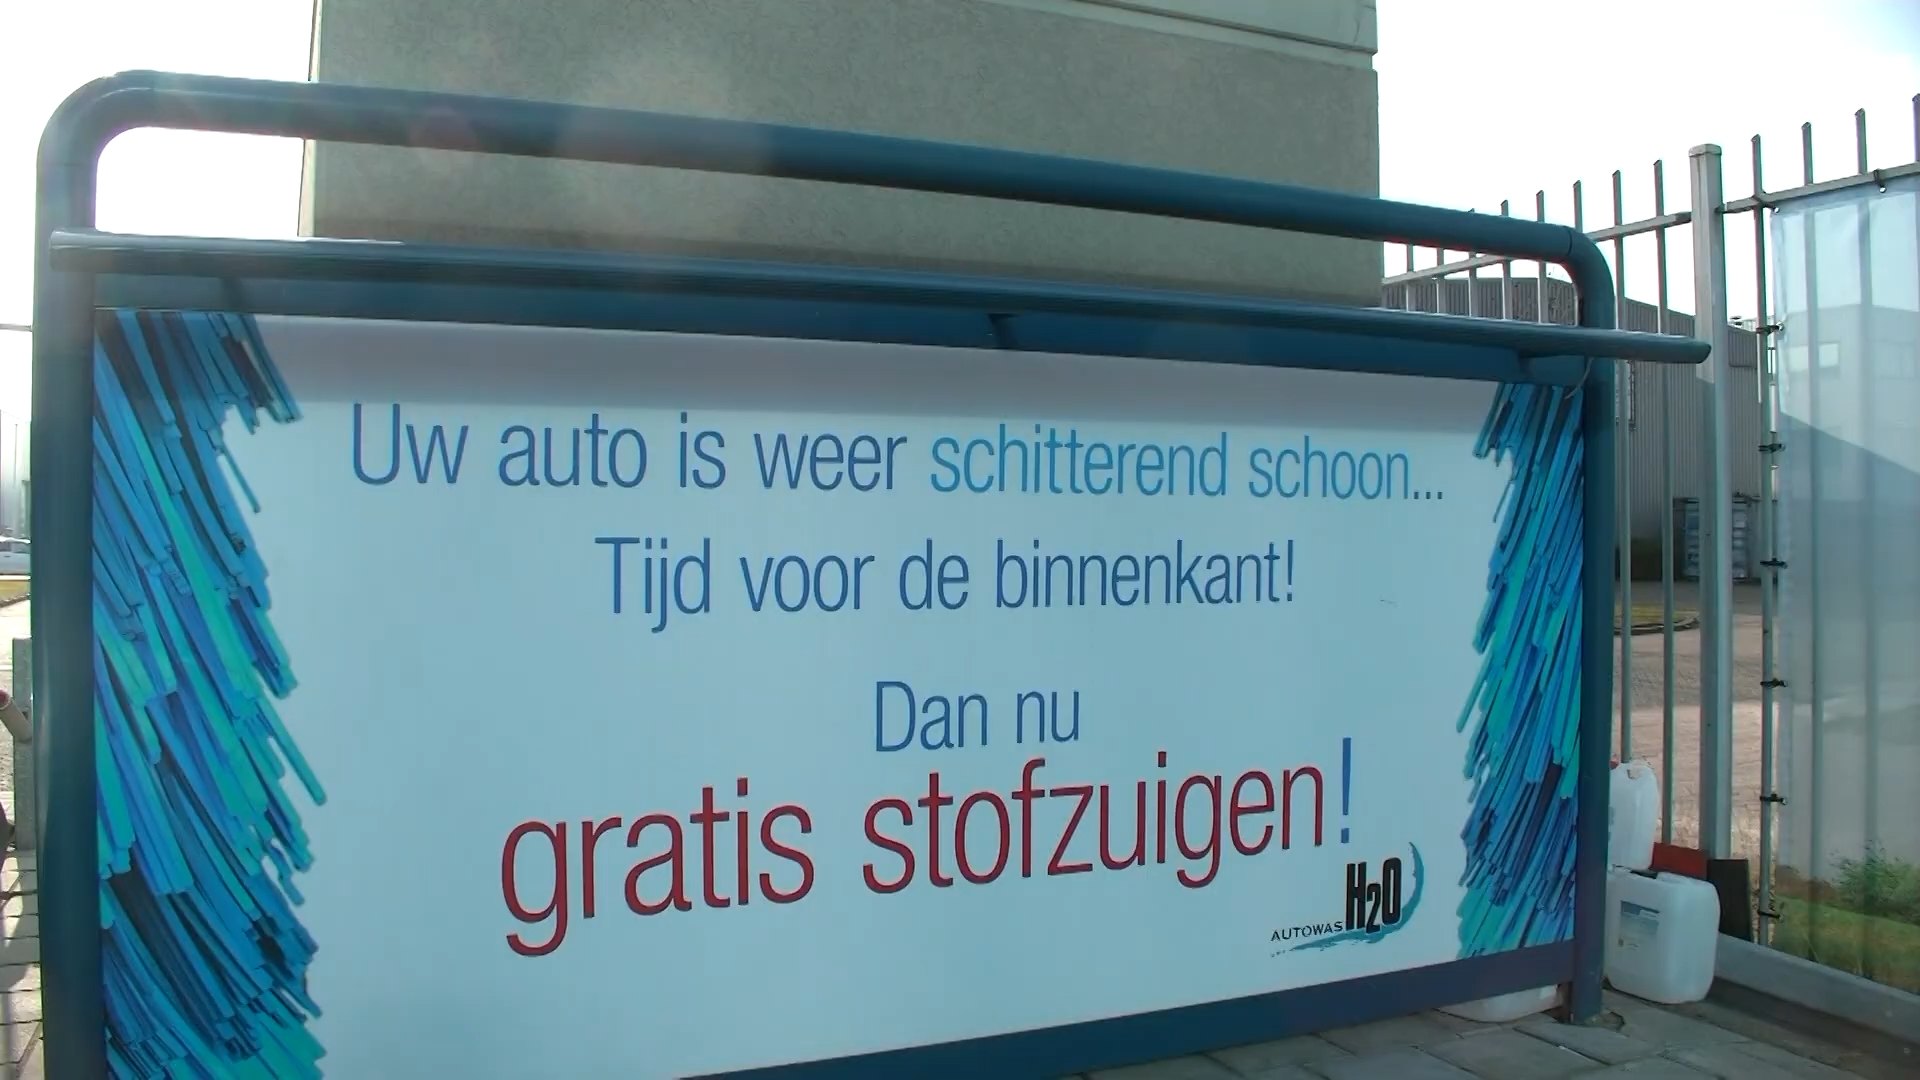 Uw auto is weer schitterend schoon...
Tijd voor de binnenkant!
Dan nu
gratis stofzuigen!
AUTOWAS H2O